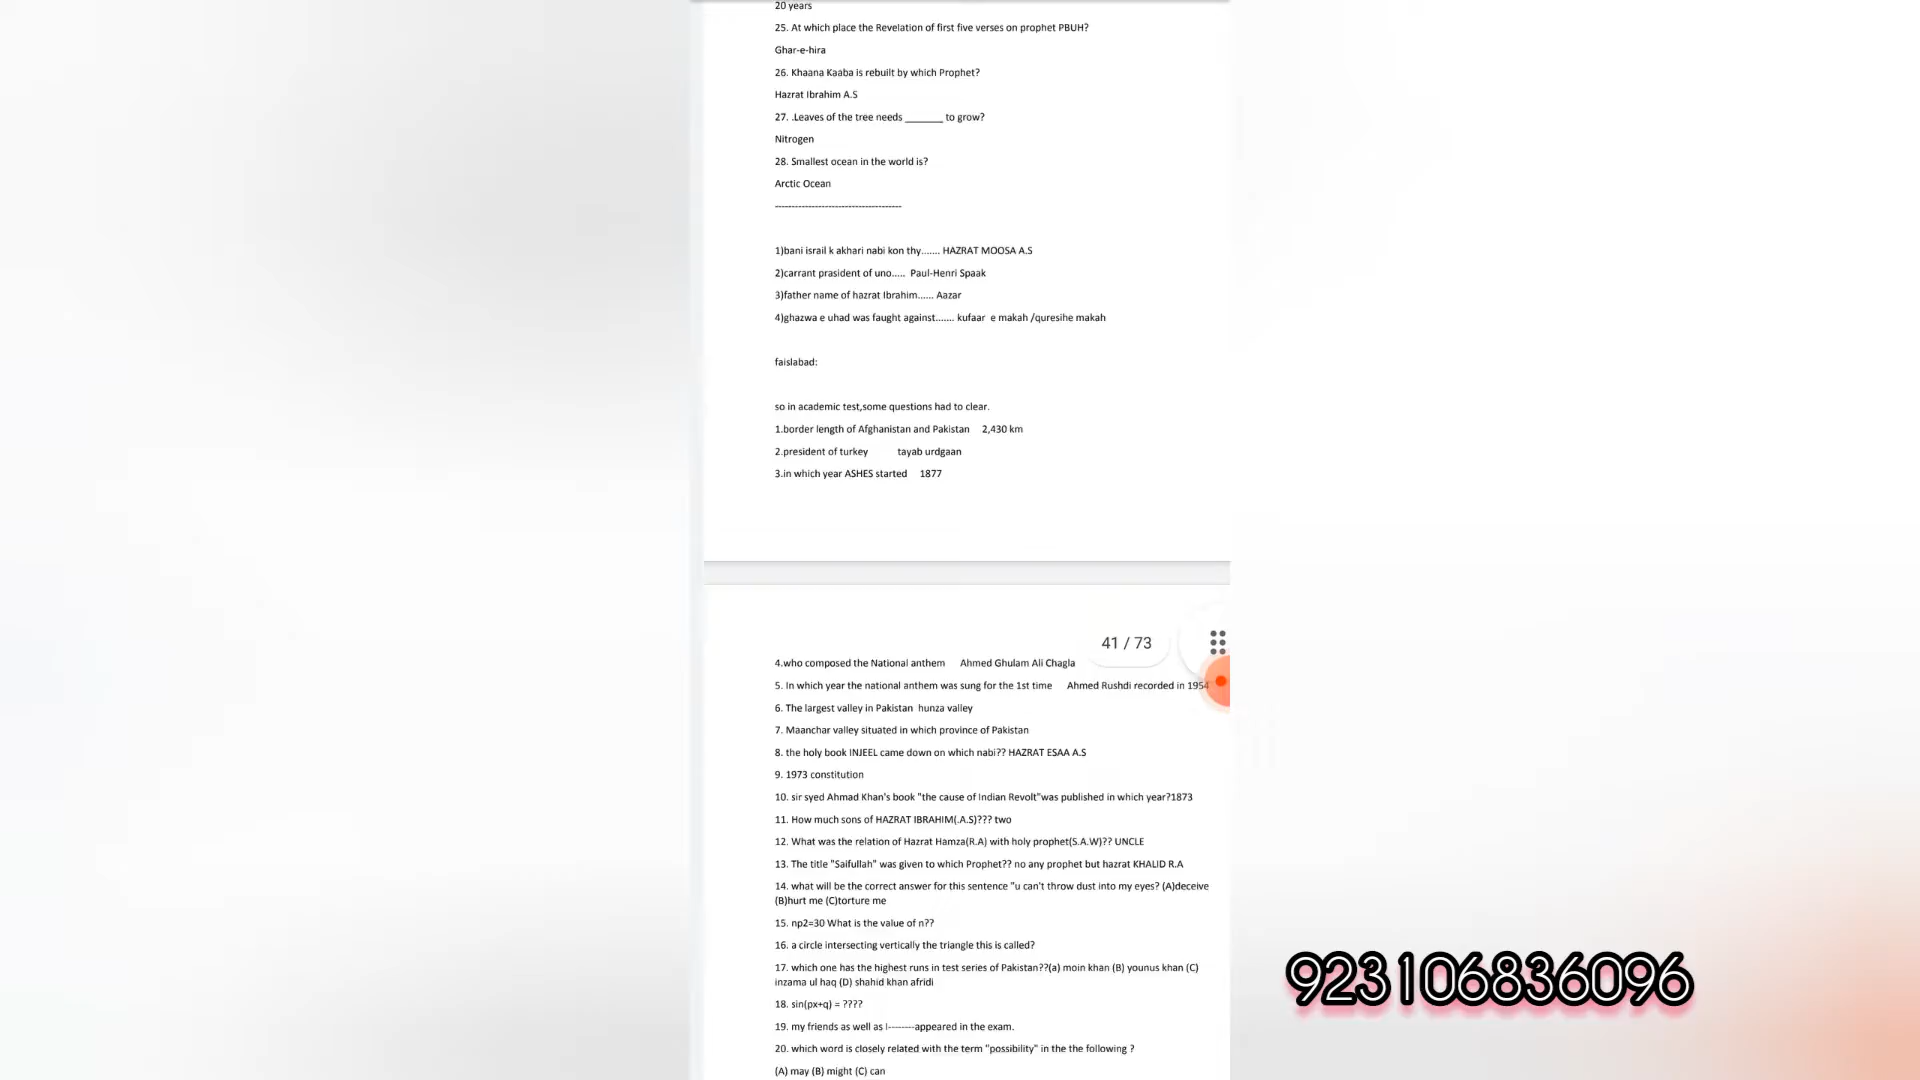 20 years
25. At which place the Revelation of first five verses on prophet PBUH?
Ghar-e-hira
26. Khaana Kaaba is rebuilt by which Prophet?
Hazrat Ibrahim A.S
27. .Leaves of the tree needs _______ to grow?
Nitrogen
28. Smallest ocean in the world is?
Arctic Ocean
-------------------------------------
1)bani israil k akhari nabi kon thy....... HAZRAT MOOSA A.S
2)carrant prasident of uno..... Paul-Henri Spaak
3)father name of hazrat Ibrahim...... Aazar
4)ghazwa e uhad was faught against....... kufaar e makah /quresihe makah
faislabad:
so in academic test,some questions had to clear.
1.border length of Afghanistan and Pakistan 2,430 km
2.president of turkey tayab urdgaan
3.in which year ASHES started 1877
41 / 73
4.who composed the National anthem Ahmed Ghulam Ali Chagla
5. In which year the national anthem was sung for the 1st time Ahmed Rushdi recorded in 1954
6. The largest valley in Pakistan hunza valley
7. Maanchar valley situated in which province of Pakistan
8. the holy book INJEEL came down on which nabi?? HAZRAT ESAA A.S
9. 1973 constitution
10. sir syed Ahmad Khan's book "the cause of Indian Revolt"was published in which year?1873
11. How much sons of HAZRAT IBRAHIM(.A.S)??? two
12. What was the relation of Hazrat Hamza(R.A) with holy prophet(S.A.W)?? UNCLE
13. The title "Saifullah" was given to which Prophet?? no any prophet but hazrat KHALID R.A
14. what will be the correct answer for this sentence "u can't throw dust into my eyes? (A)deceive
(B)hurt me (C)torture me
15. np2=30 What is the value of n??
16. a circle intersecting vertically the triangle this is called?
17. which one has the highest runs in test series of Pakistan??(a) moin khan (B) younus khan (C)
inzama ul haq (D) shahid khan afridi
18. sin(px+q) = ????
19. my friends as well as I--------appeared in the exam.
20. which word is closely related with the term "possibility" in the the following ?
(A) may (B) might (C) can
923106836096